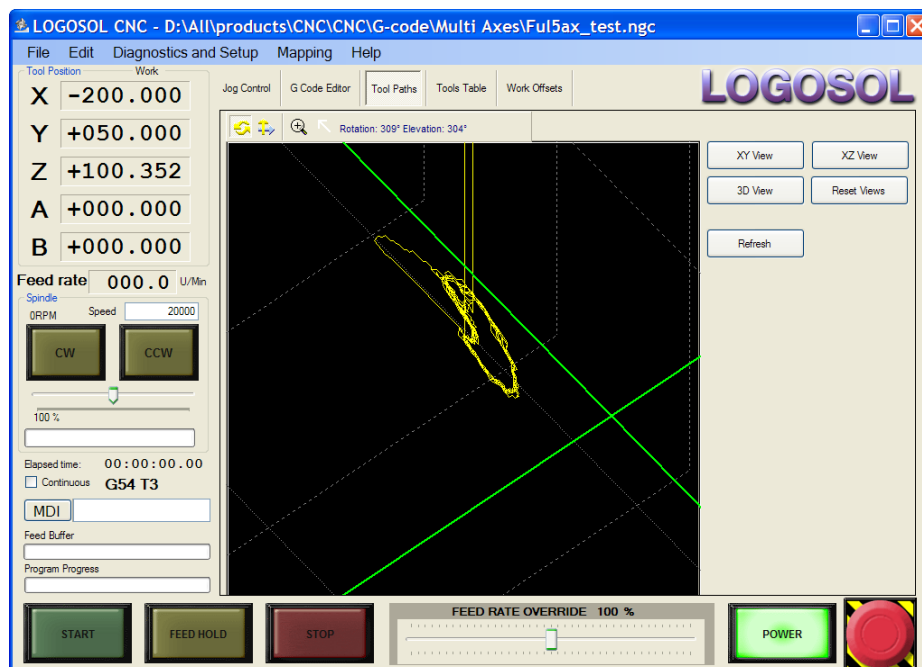 LOGOSOL CNC - D:\All\products\CNC\CNC\G-code\Multi Axes\Ful5ax_test.ngc
File Edit Diagnostics and Setup Mapping Help
Tool Position Work
X -200.000
Y +050.000
Z +100.352
A +000.000
B +000.000
Feed rate 000.0 U/Min
Spindle
0RPM Speed 20000
CW CCW
100 %
Elapsed time: 00:00:00.00
Continuous G54 T3
MDI
Feed Buffer
Program Progress
Jog Control G Code Editor Tool Paths Tools Table Work Offsets
LOGOSOL
Rotation: 309° Elevation: 304°
XY View XZ View
3D View Reset Views
Refresh
START FEED HOLD STOP
FEED RATE OVERRIDE 100 %
POWER